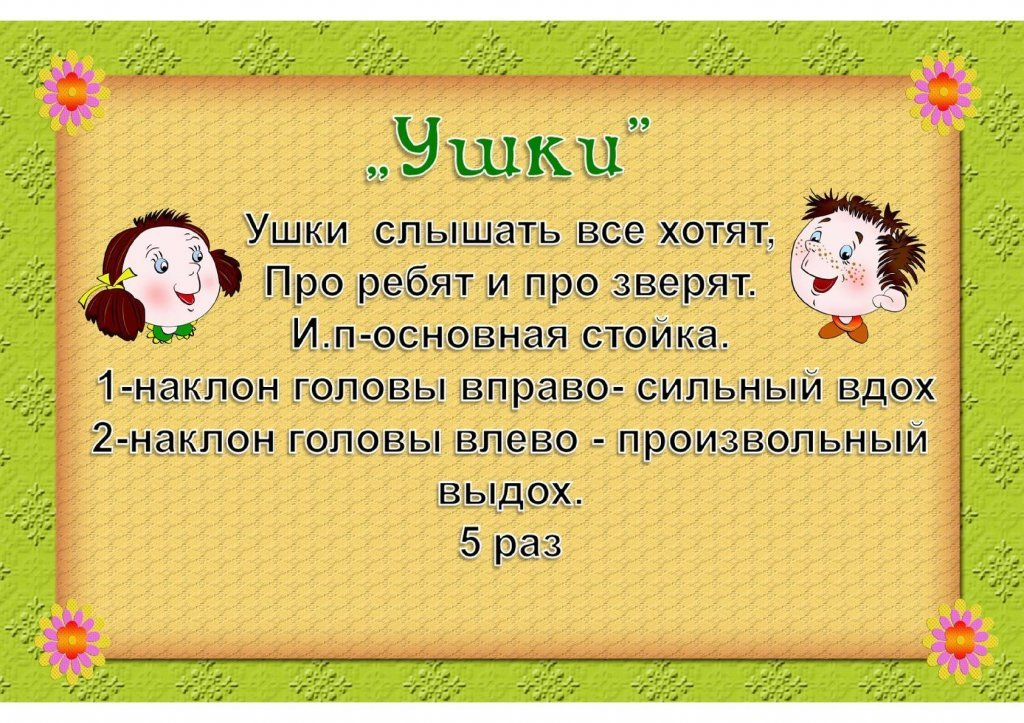 „Ушки”
Ушки слышать все хотят,
Про ребят и про зверят.
И.п-основная стойка.
1-наклон головы вправо- сильный вдох
2-наклон головы влево - произвольный
выдох.
5 раз